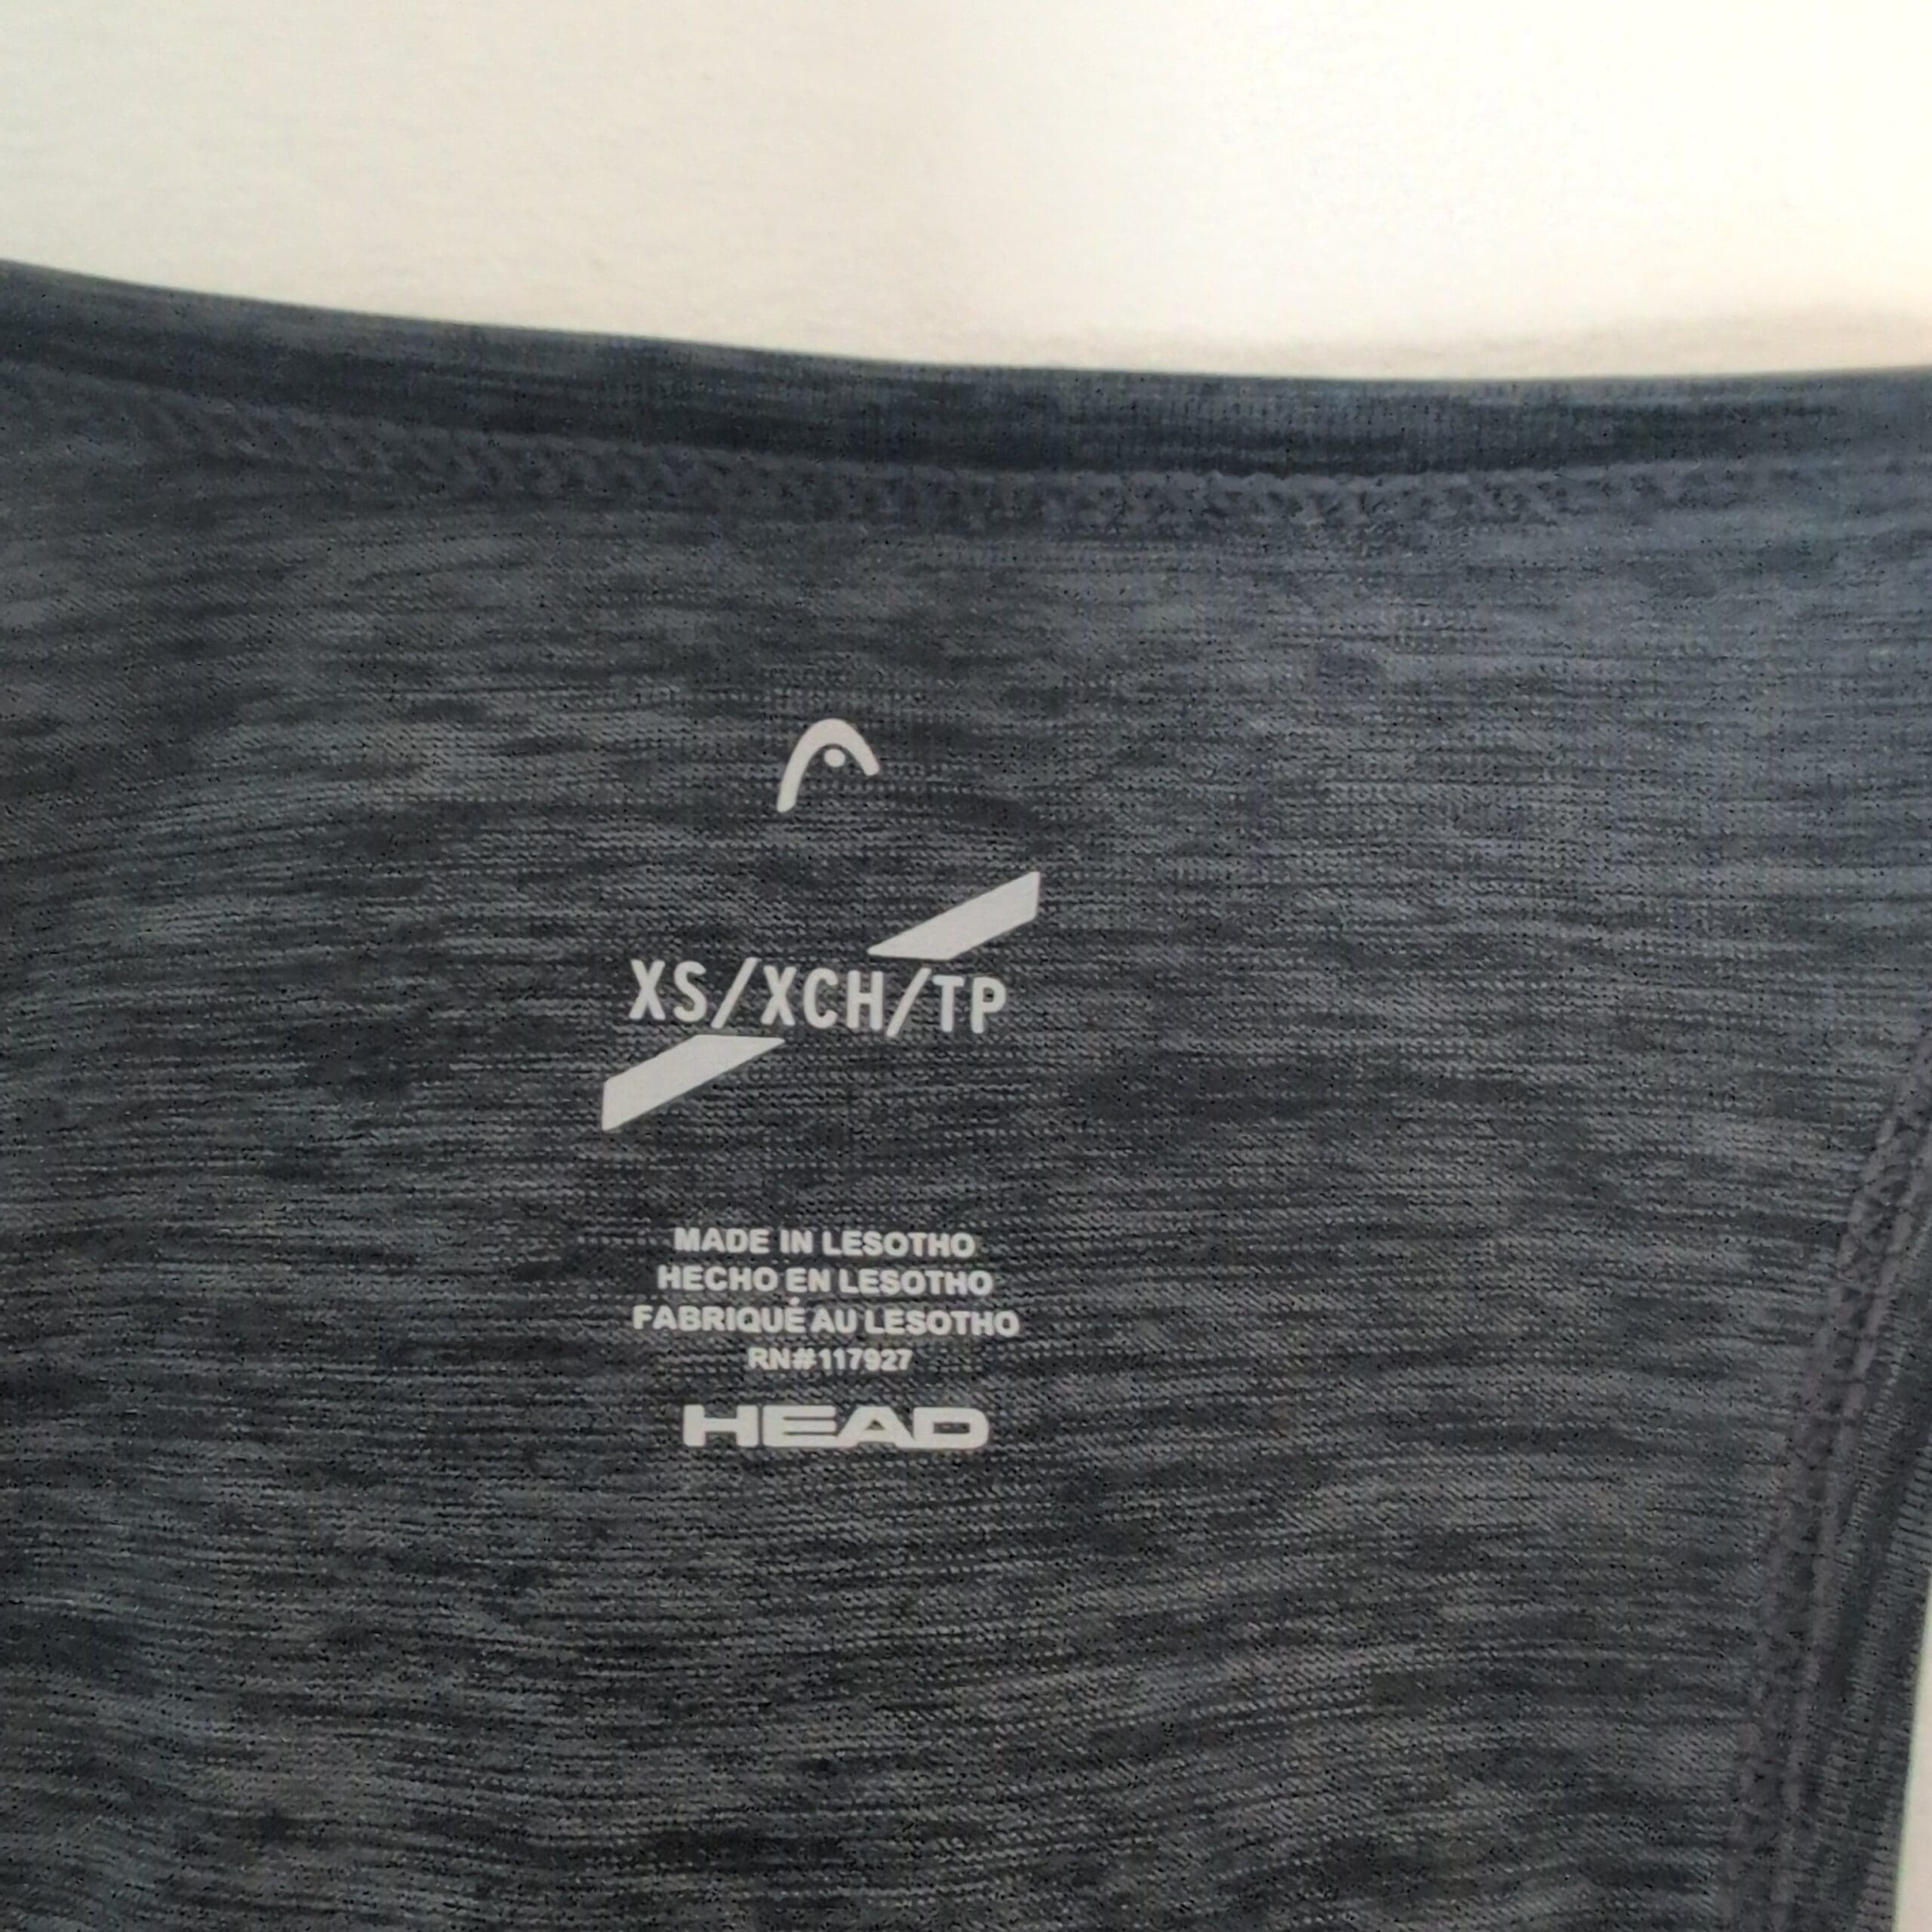 XS/XCH/TP
MADE IN LESOTHO
HECHO EN LESOTHO
FABRIQUÉ AU LESOTHO
RN#117927
HEAD